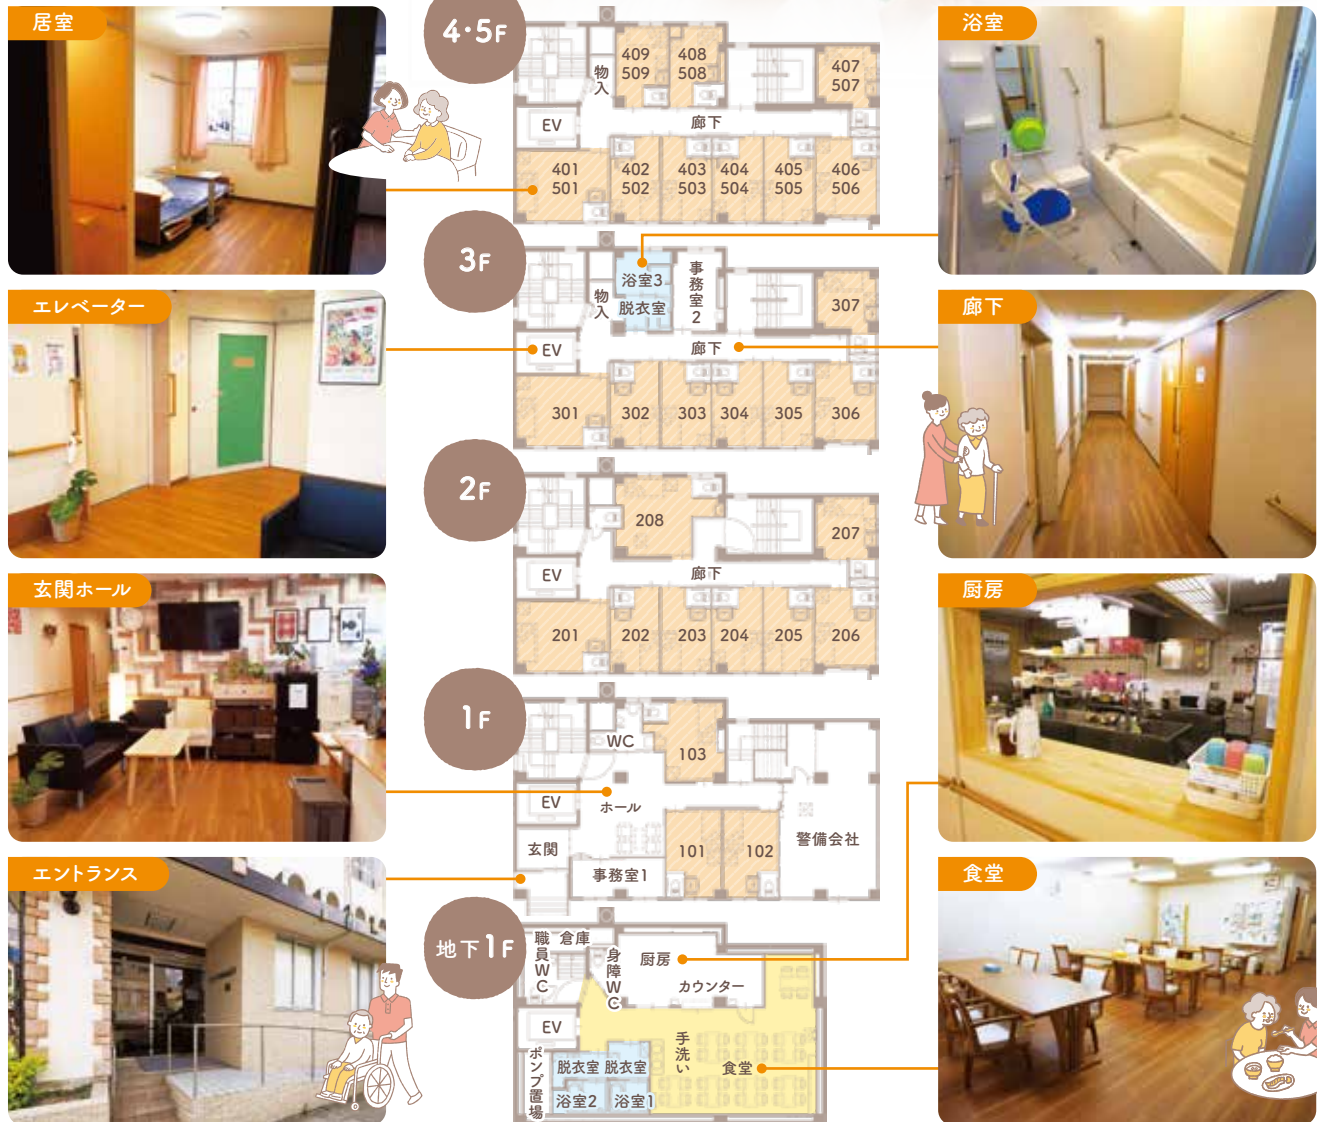 居室
エレベーター
玄関ホール
エントランス
4・5F
409
509
408
508
407
507
物入
EV
廊下
401
501
402
502
403
503
404
504
405
505
406
506
3F
浴室3
脱衣室
事務室2
物入
307
EV
廊下
301
302
303
304
305
306
2F
208
207
EV
廊下
201
202
203
204
205
206
1F
WC
103
EV
ホール
玄関
事務室1
101
102
警備会社
地下1F
職員WC
倉庫
身障WC
厨房
カウンター
EV
手洗い
食堂
ポンプ置場
脱衣室
脱衣室
浴室2
浴室1
浴室
廊下
厨房
食堂